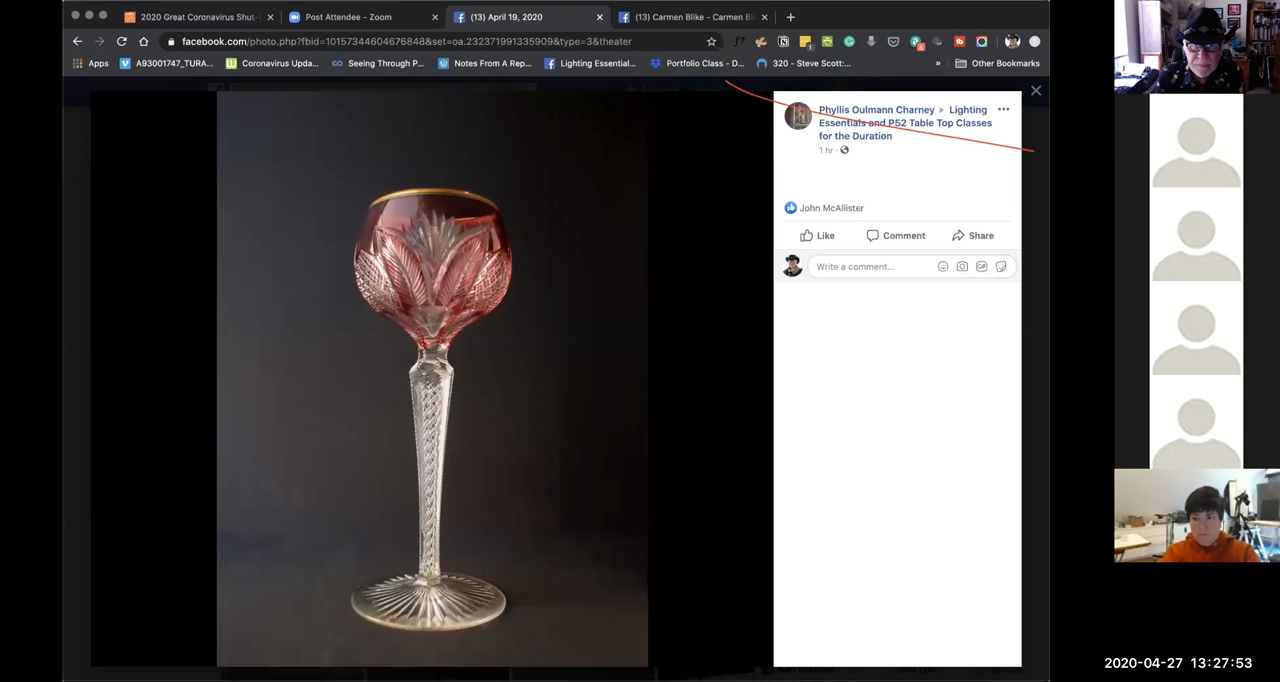 2020 Great Coronavirus Shut-
Post Attendee - Zoom
(13) April 19, 2020
(13) Carmen Blike - Carmen Bl
facebook.com/photo.php?fbid=10157344604676848&set=oa.232371991335909&type=3&theater
Apps
A93001747_TURA...
Coronavirus Upda...
Seeing Through P...
Notes From A Rep...
Lighting Essential...
Portfolio Class - D...
320 - Steve Scott:...
»
Other Bookmarks
Phyllis Oulmann Charney ▸ Lighting
Essentials and P52 Table Top Classes
for the Duration
1 hr ·
John McAllister
Like
Comment
Share
Write a comment...
GIF
2020-04-27 13:27:53